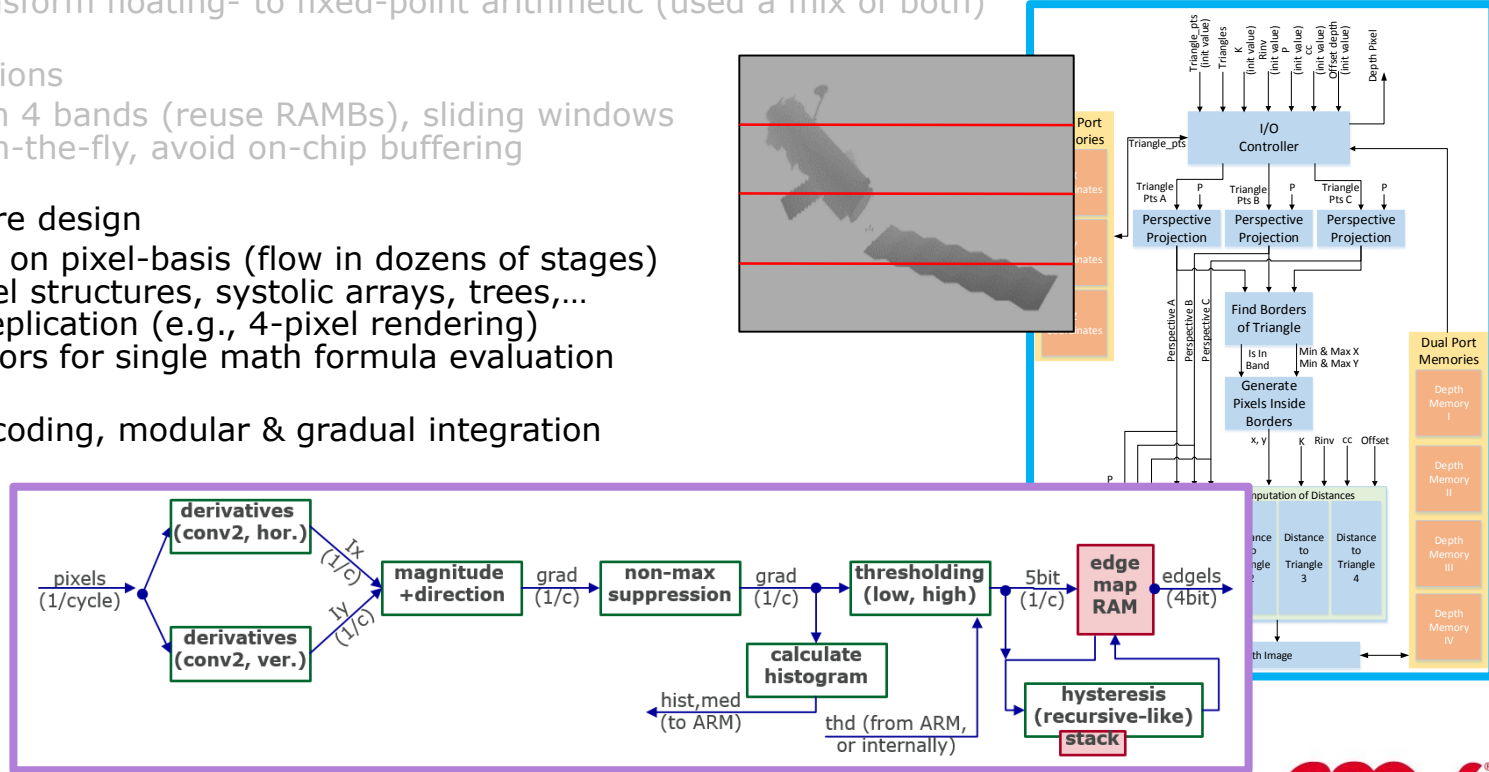 nsform floating- to fixed-point arithmetic (used a mix of both)
ions
n 4 bands (reuse RAMBs), sliding windows
n-the-fly, avoid on-chip buffering
re design
on pixel-basis (flow in dozens of stages)
el structures, systolic arrays, trees,...
eplication (e.g., 4-pixel rendering)
ors for single math formula evaluation
coding, modular & gradual integration
Triangle_pts
(init value)
Triangles
K
(init value)
Rinv
(init value)
P
(init value)
cc
(init value)
Offset depth
(init value)
Depth Pixel
I/O
Controller
Port
ories
Triangle_pts
nates
nates
Triangle
Pts A
P
Triangle
Pts B
P
Triangle
Pts C
P
Perspective
Projection
Perspective
Projection
Perspective
Projection
Perspective A
Perspective B
Perspective C
Find Borders
of Triangle
Is In
Band
Min & Max X
Min & Max Y
Generate
Pixels Inside
Borders
x, y
K
Rinv
cc
Offset
P
Dual Port
Memories
Depth
Memory
I
Depth
Memory
II
Depth
Memory
III
Depth
Memory
IV
nputation of Distances
nce
to
ngle
2
Distance
to
Triangle
3
Distance
to
Triangle
4
th Image
pixels
(1/cycle)
derivatives
(conv2, hor.)
derivatives
(conv2, ver.)
Ix
(1/c)
Iy
(1/c)
magnitude
+direction
grad
(1/c)
non-max
suppression
grad
(1/c)
thresholding
(low, high)
5bit
(1/c)
edge
map
RAM
edgels
(4bit)
calculate
histogram
hist,med
(to ARM)
thd (from ARM,
or internally)
hysteresis
(recursive-like)
stack